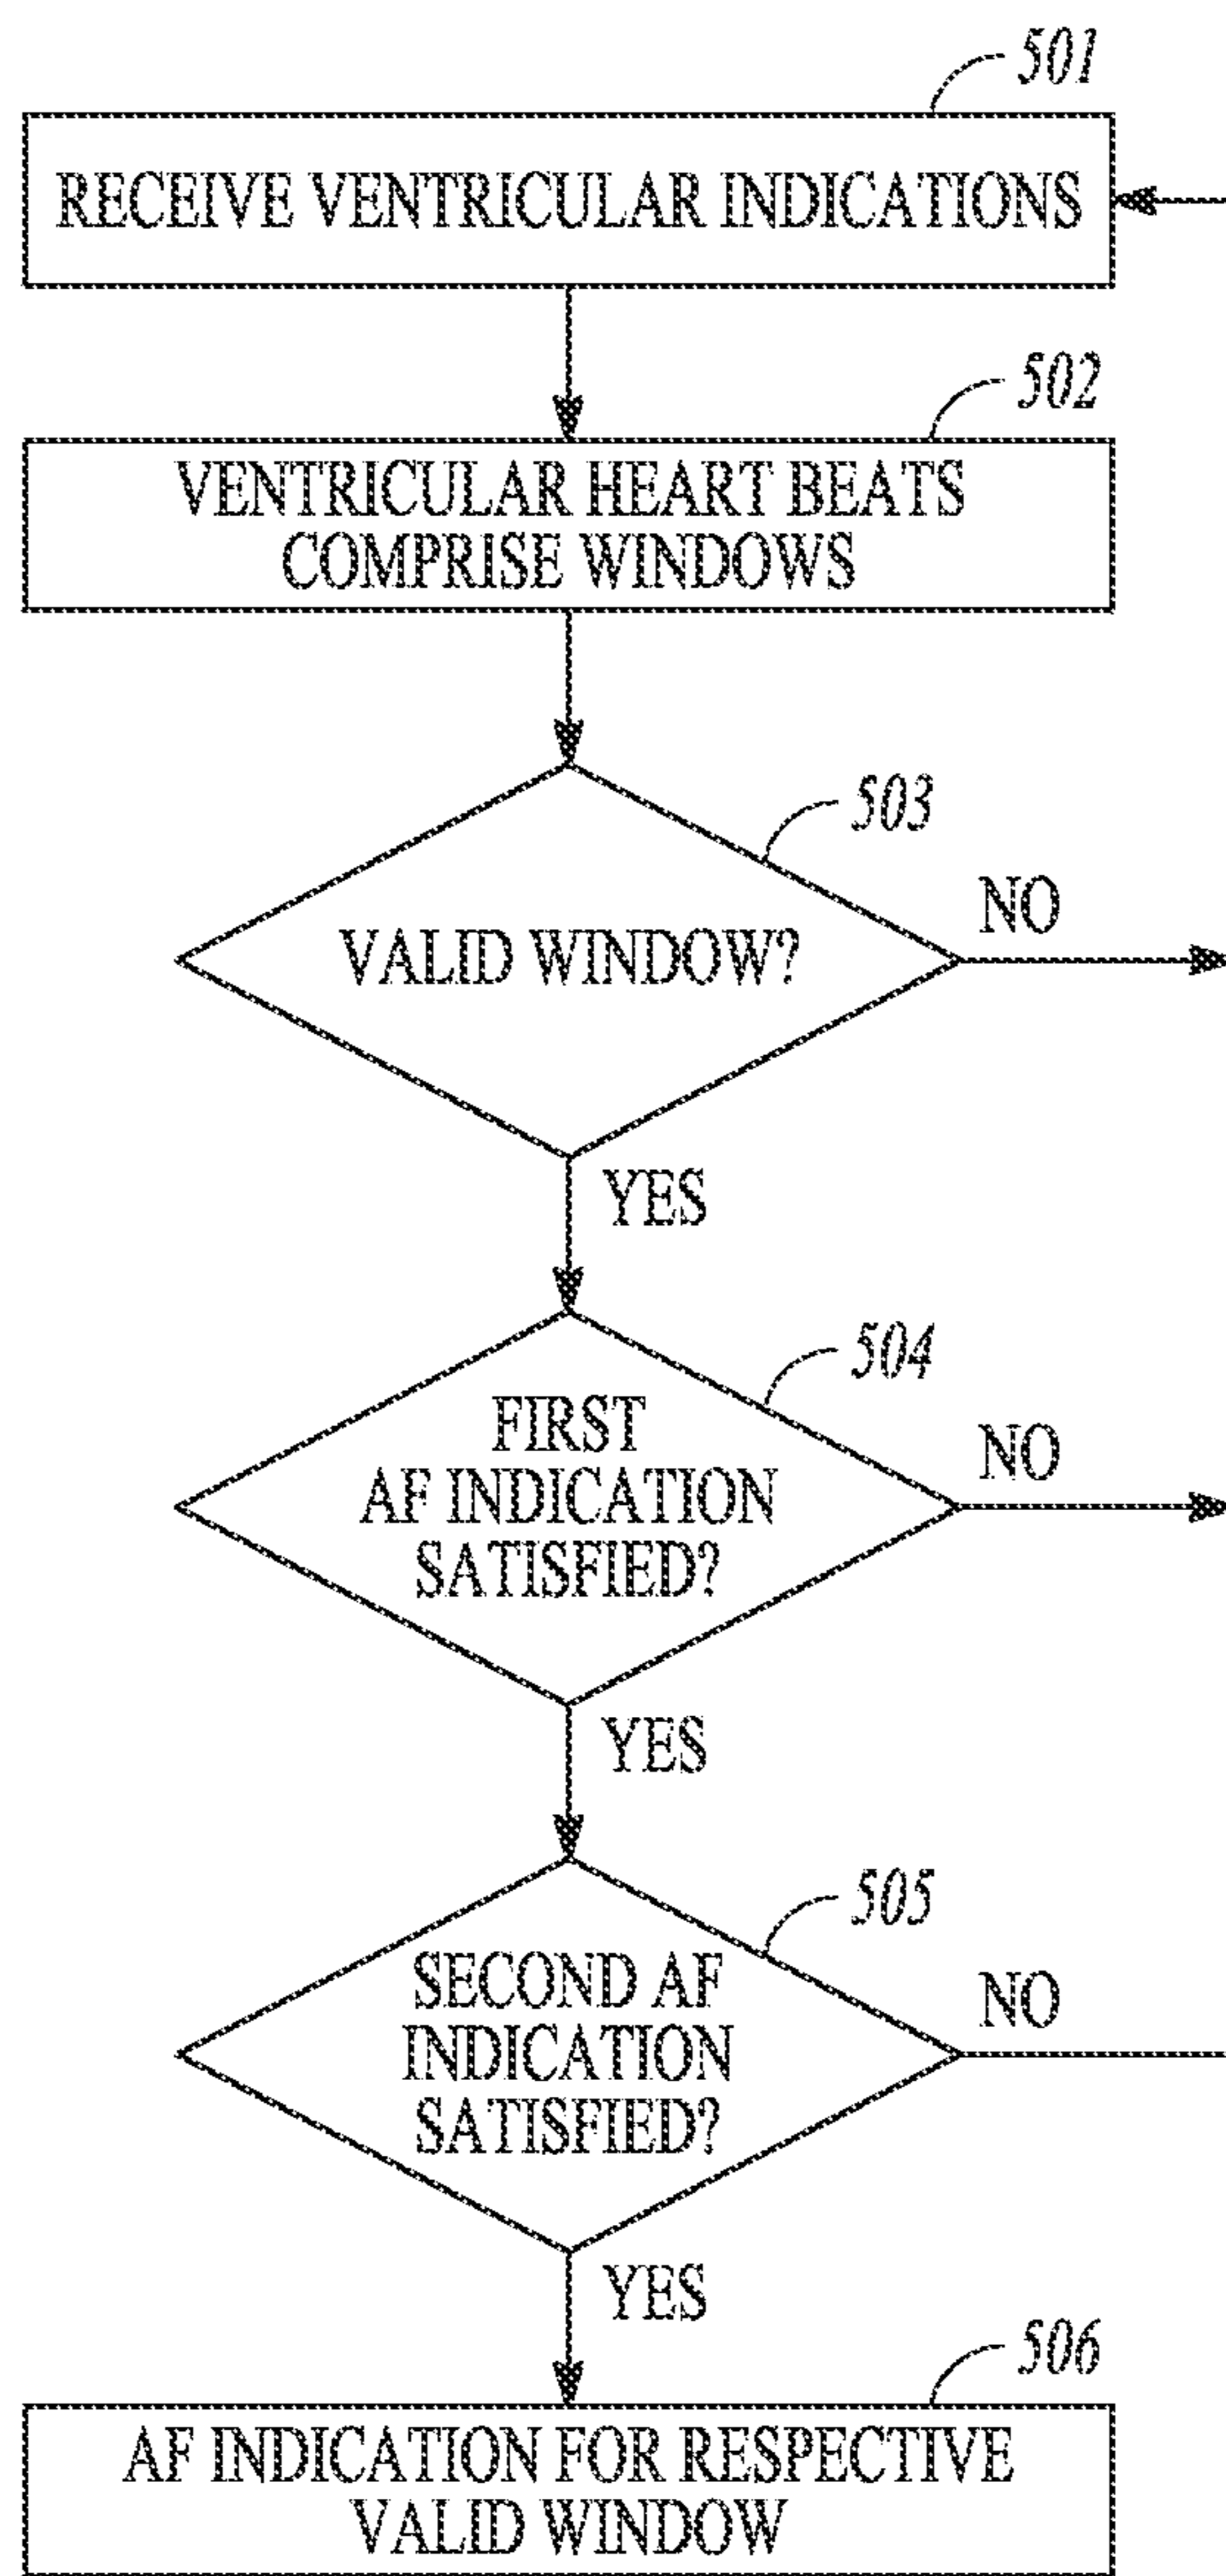 501
RECEIVE VENTRICULAR INDICATIONS
502
VENTRICULAR HEART BEATS
COMPRISE WINDOWS
503
VALID WINDOW?
NO
YES
504
FIRST
AF INDICATION
SATISFIED?
NO
YES
505
SECOND AF
INDICATION
SATISFIED?
NO
YES
506
AF INDICATION FOR RESPECTIVE
VALID WINDOW